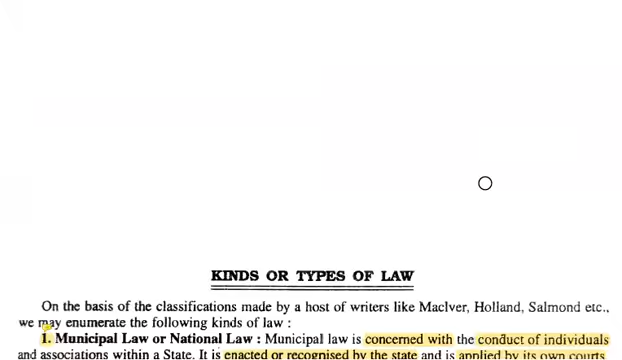 KINDS OR TYPES OF LAW
On the basis of the classifications made by a host of writers like MacIver, Holland, Salmond etc.,
we may enumerate the following kinds of law :
1. Municipal Law or National Law : Municipal law is concerned with the conduct of individuals
and associations within a State. It is enacted or recognised by the state and is applied by its own courts